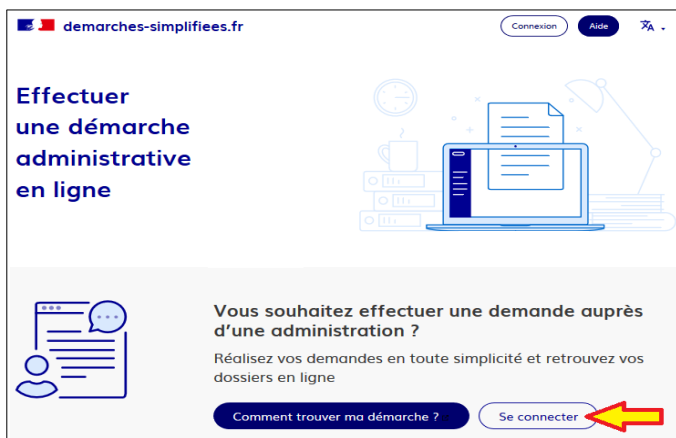 demarches-simplifiees.fr
Connexion
Aide
Effectuer
une démarche
administrative
en ligne
Vous souhaitez effectuer une demande auprès
d'une administration ?
Réalisez vos demandes en toute simplicité et retrouvez vos
dossiers en ligne
Comment trouver ma démarche ?
Se connecter